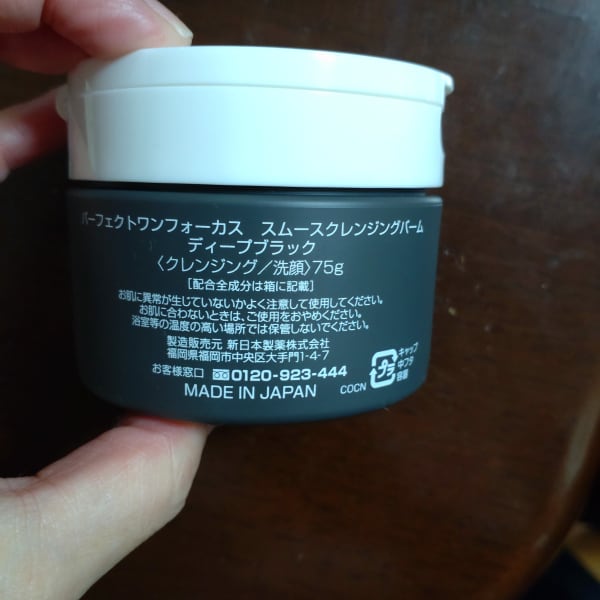 パーフェクトワンフォーカス スムースクレンジングバーム
ディープブラック
〈クレンジング／洗顔〉75g
[配合全成分は箱に記載]
お肌に異常が生じていないかよく注意して使用してください。
お肌に合わないときは、ご使用をおやめください。
浴室等の温度の高い場所では保管しないでください。
製造販売元 新日本製薬株式会社
福岡県福岡市中央区大手門1-4-7
お客様窓口 0120-923-444
MADE IN JAPAN
COCN
プラ
キャップ
中フタ
容器